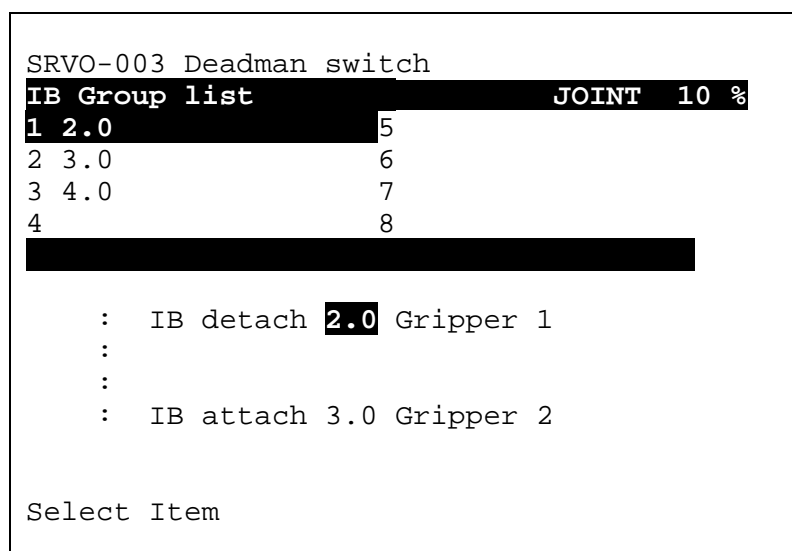 SRVO-003 Deadman switch
IB Group list JOINT 10 %
1 2.0 5
2 3.0 6
3 4.0 7
4 8
: IB detach 2.0 Gripper 1
:
:
: IB attach 3.0 Gripper 2
Select Item